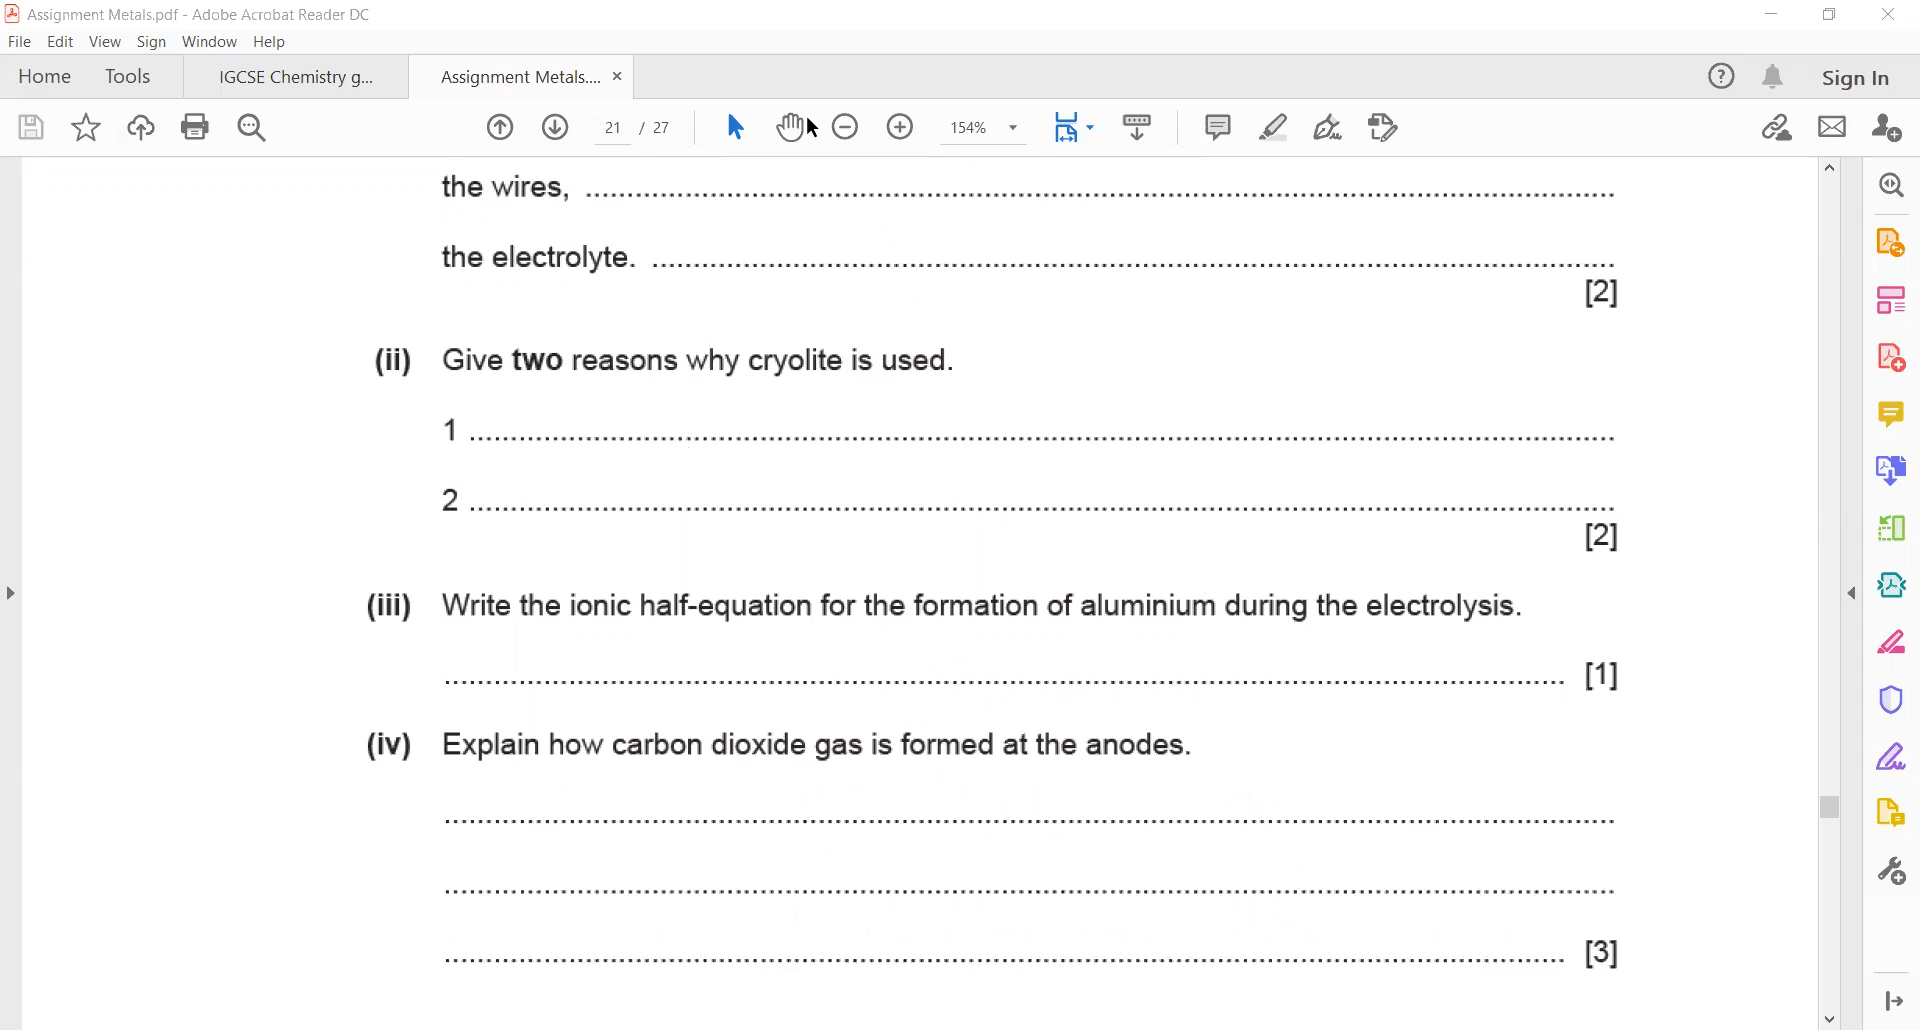 Assignment Metals.pdf - Adobe Acrobat Reader DC
File Edit View Sign Window Help
Home Tools IGCSE Chemistry g... Assignment Metals.... × Sign In
21 / 27 154%
the wires, ..........................................................................................
the electrolyte. ..........................................................................................
[2]
(ii) Give two reasons why cryolite is used.
1 ..........................................................................................
2 ..........................................................................................
[2]
(iii) Write the ionic half-equation for the formation of aluminium during the electrolysis.
.......................................................................................... [1]
(iv) Explain how carbon dioxide gas is formed at the anodes.
..........................................................................................
..........................................................................................
.......................................................................................... [3]